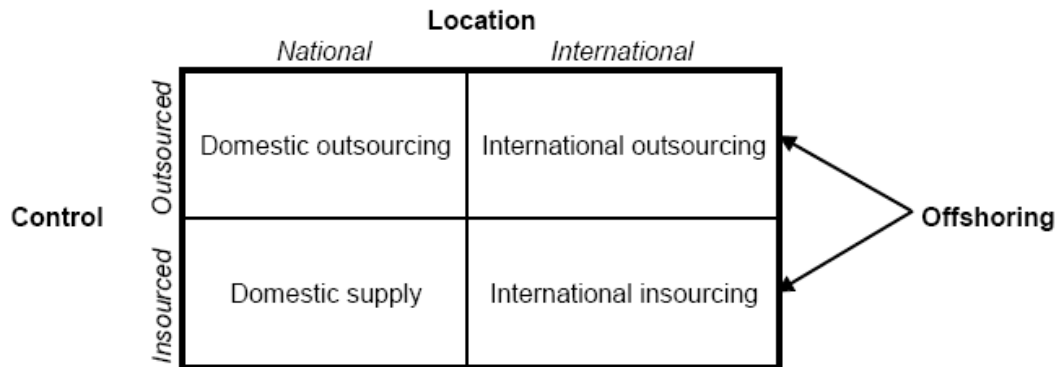 Location
National International
Outsourced
Domestic outsourcing International outsourcing
Control
Offshoring
Insourced
Domestic supply International insourcing